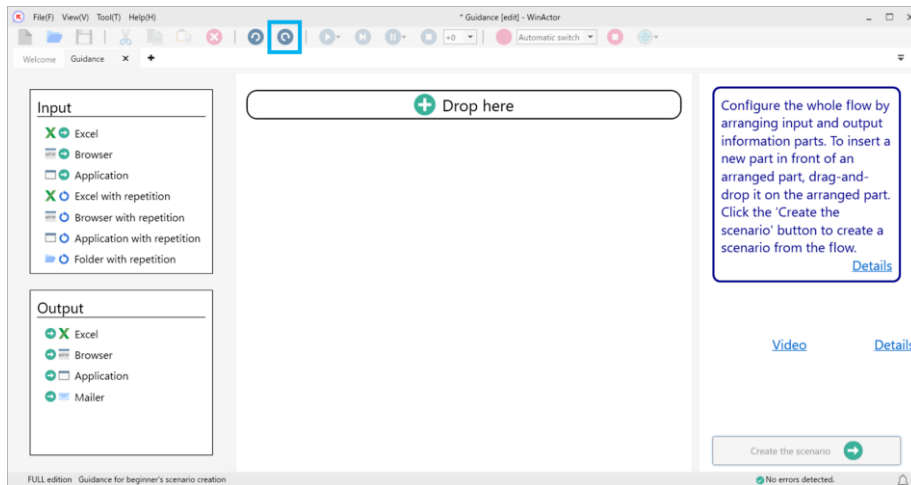 File(F) View(V) Tool(T) Help(H)
* Guidance [edit] - WinActor
+0
Automatic switch
Welcome Guidance
Input
Excel
Browser
Application
Excel with repetition
Browser with repetition
Application with repetition
Folder with repetition
Output
Excel
Browser
Application
Mailer
Drop here
Configure the whole flow by
arranging input and output
information parts. To insert a
new part in front of an
arranged part, drag-and-
drop it on the arranged part.
Click the 'Create the
scenario' button to create a
scenario from the flow.
Details
Video Details
Create the scenario
FULL edition Guidance for beginner's scenario creation
No errors detected.